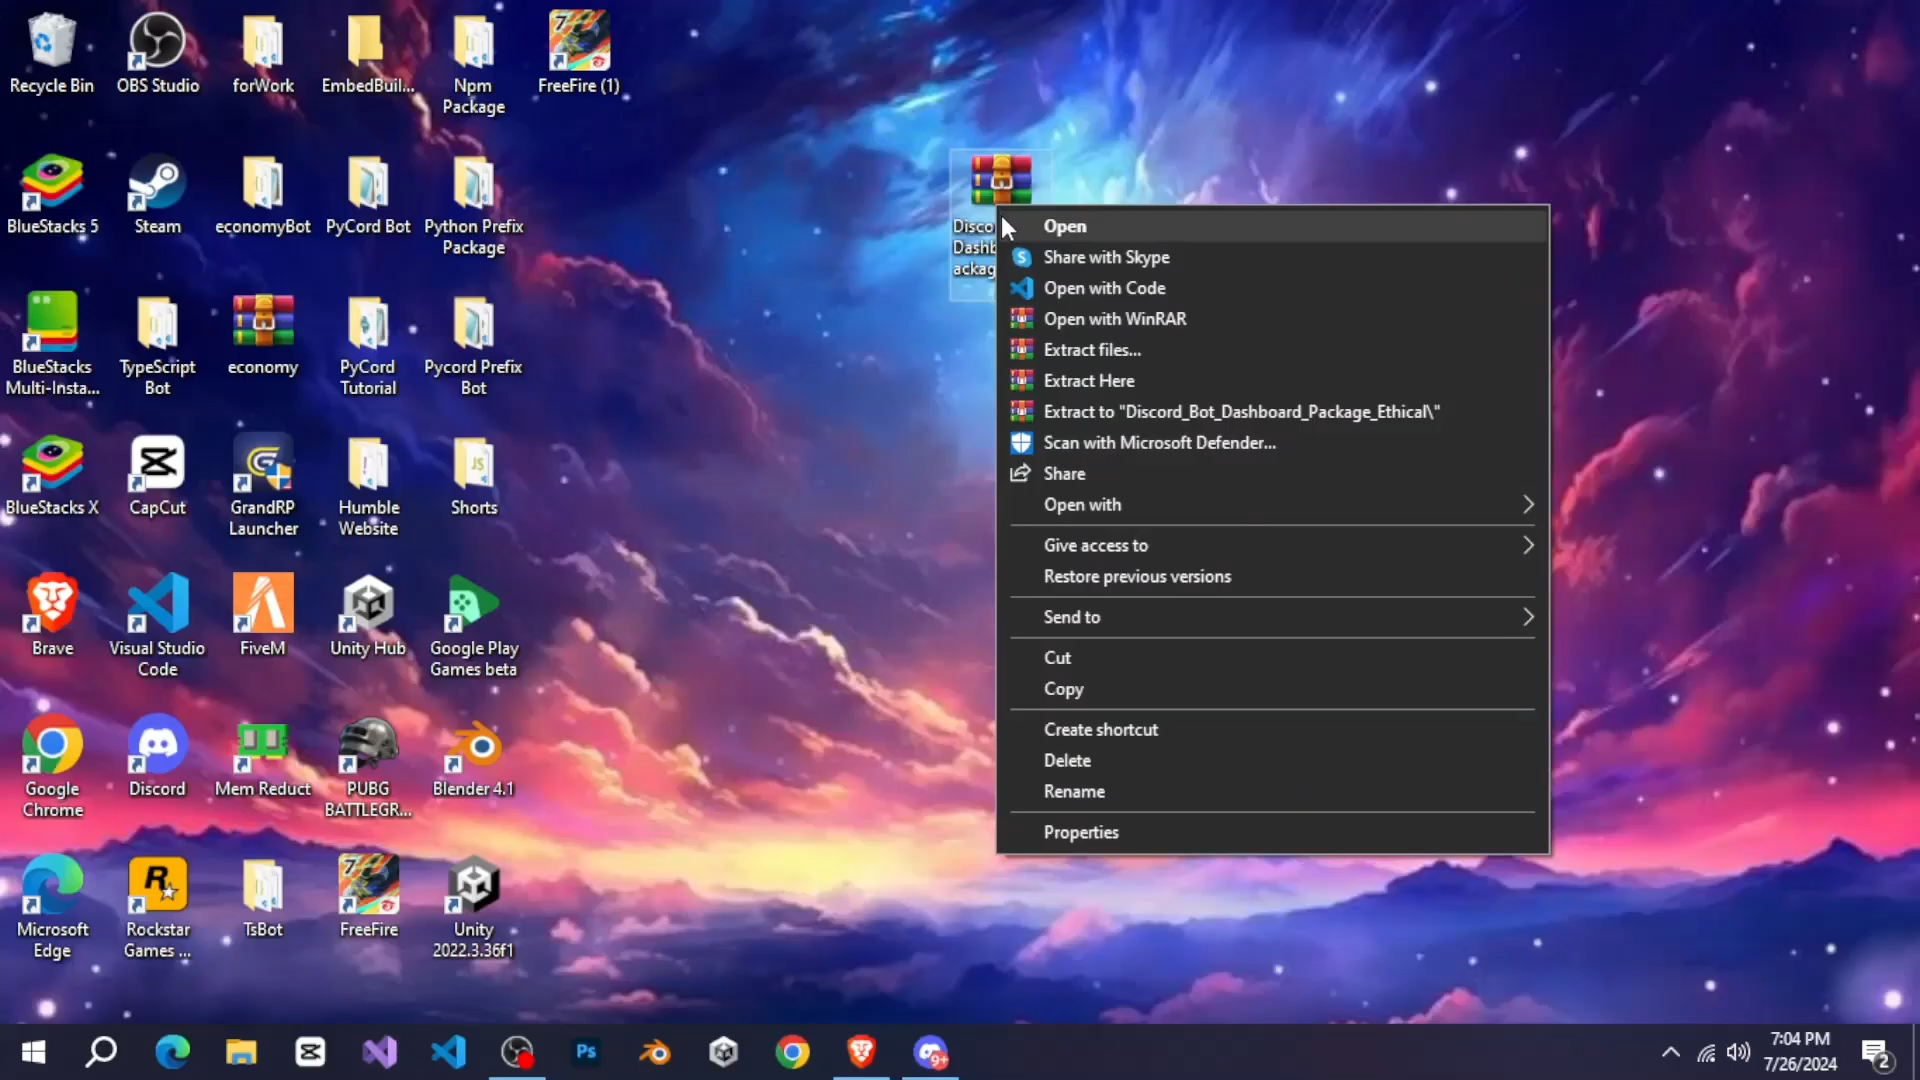 Recycle Bin
OBS Studio
forWork
EmbedBuil...
Npm
Package
FreeFire (1)
BlueStacks 5
Steam
economyBot
PyCord Bot
Python Prefix
Package
BlueStacks
Multi-Insta...
TypeScript
Bot
economy
PyCord
Tutorial
Pycord Prefix
Bot
BlueStacks X
CapCut
GrandRP
Launcher
Humble
Website
JS
Shorts
Brave
Visual Studio
Code
FiveM
Unity Hub
Google Play
Games beta
Google
Chrome
Discord
Mem Reduct
PUBG
BATTLEGR...
Blender 4.1
Microsoft
Edge
Rockstar
Games ...
TsBot
FreeFire
Unity
2022.3.36f1
Disco
Dashb
ackag
Open
Share with Skype
Open with Code
Open with WinRAR
Extract files...
Extract Here
Extract to "Discord_Bot_Dashboard_Package_Ethical\"
Scan with Microsoft Defender...
Share
Open with
Give access to
Restore previous versions
Send to
Cut
Copy
Create shortcut
Delete
Rename
Properties
Ps
9+
7:04 PM
7/26/2024
2